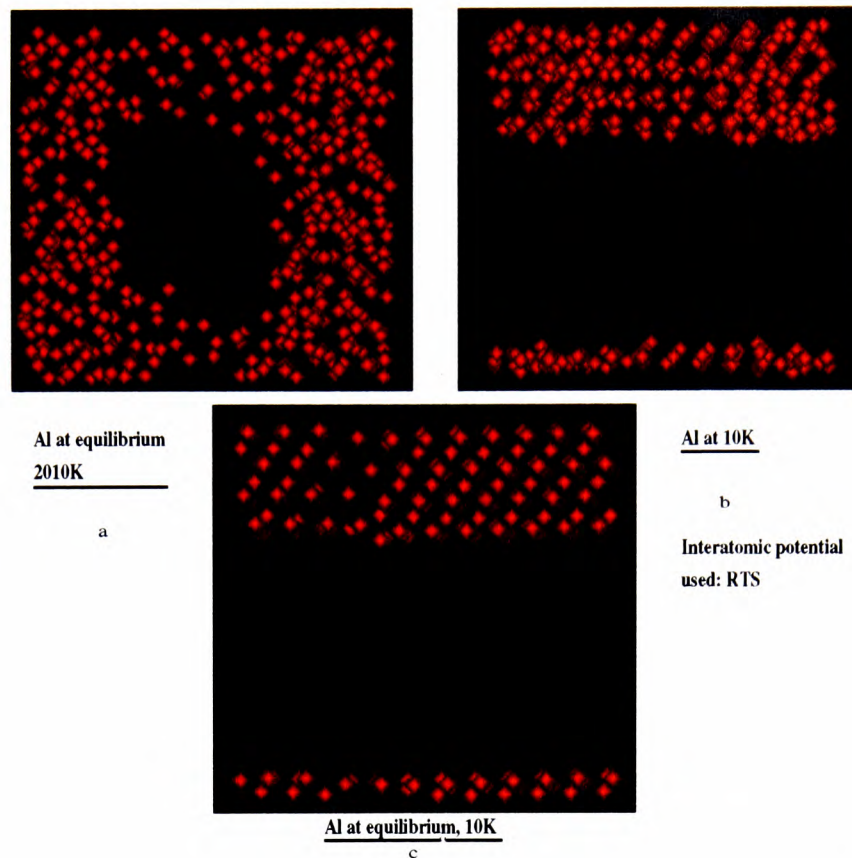 Al at equilibrium
2010K
a
Al at 10K
b
Interatomic potential
used: RTS
Al at equilibrium, 10K
c